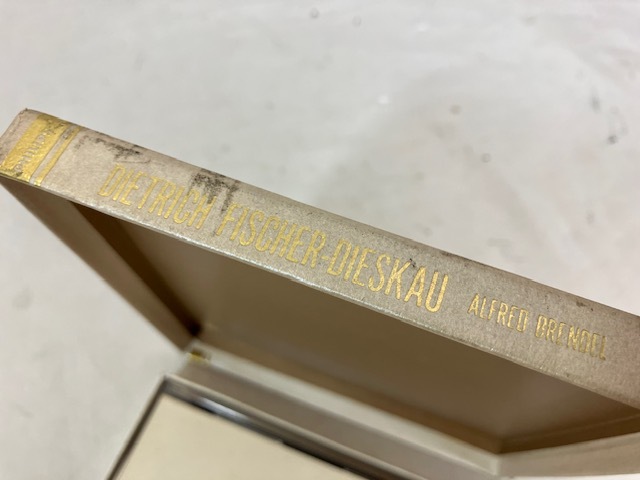 DIETRICH FISCHER-DIESKAU ALFRED BRENDEL